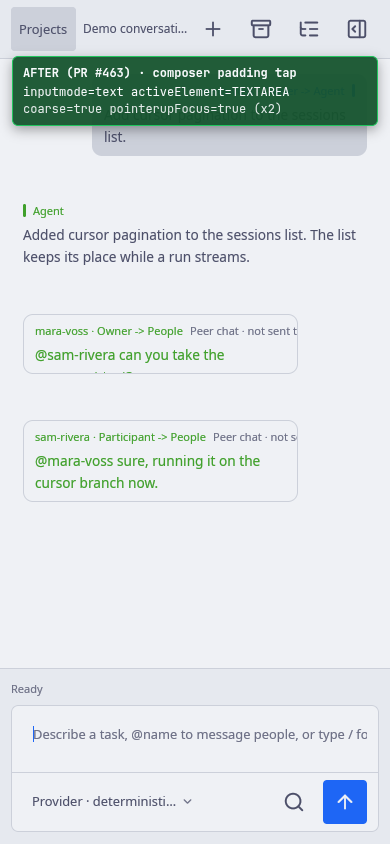 Projects
Demo conversati...
AFTER (PR #463) · composer padding tap
inputmode=text activeElement=TEXTAREA
coarse=true pointerupFocus=true (x2)
list.
Agent
Added cursor pagination to the sessions list. The list
keeps its place while a run streams.
mara-voss · Owner -> People Peer chat · not sent t
@sam-rivera can you take the
sam-rivera · Participant -> People Peer chat · not s
@mara-voss sure, running it on the
cursor branch now.
Ready
Describe a task, @name to message people, or type / fo
Provider · deterministi...